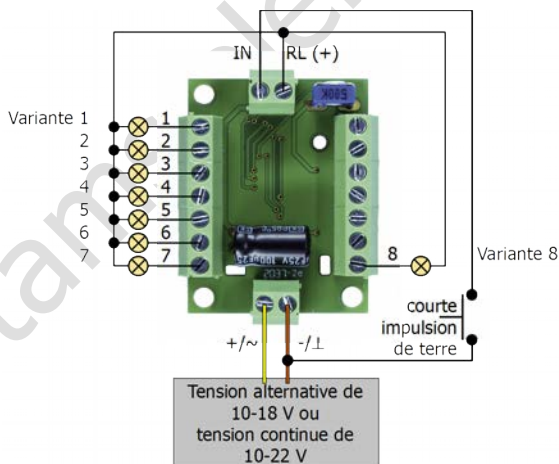 IN RL (+)
Variante 1
2
3
4
5
6
7
1
2
3
4
5
6
7
8
Variante 8
courte
impulsion
de terre
+/~ -/⊥
Tension alternative de
10-18 V ou
tension continue de
10-22 V